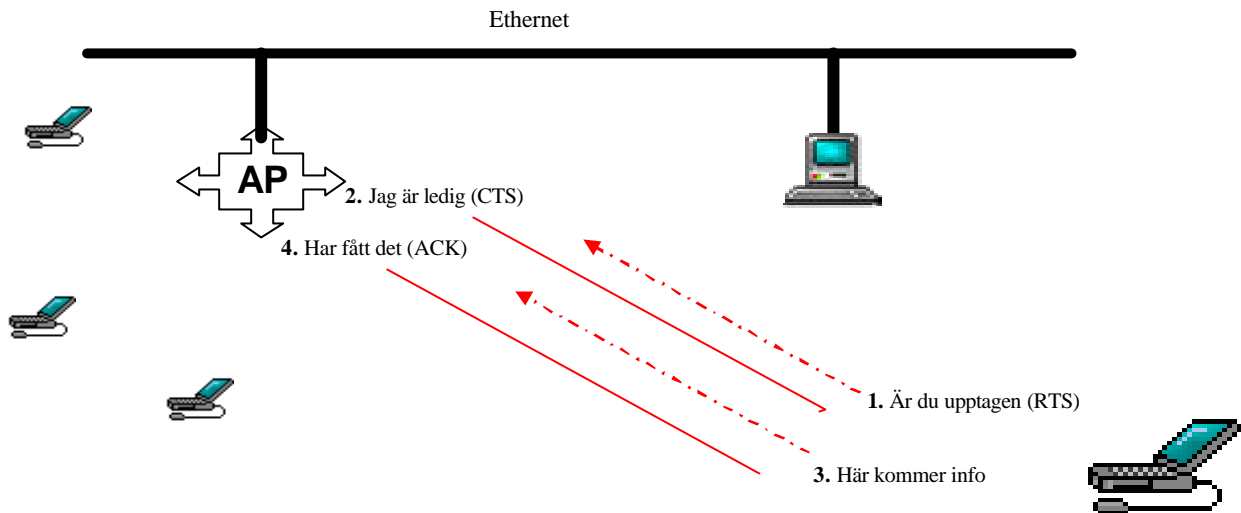 Ethernet
AP
2. Jag är ledig (CTS)
4. Har fått det (ACK)
1. Är du upptagen (RTS)
3. Här kommer info